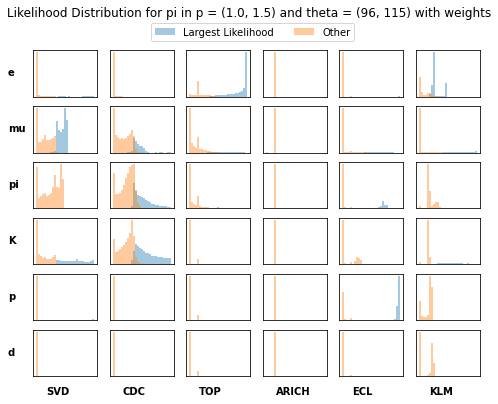 Likelihood Distribution for pi in p = (1.0, 1.5) and theta = (96, 115) with weights
Largest Likelihood Other
e
mu
pi
K
p
d
SVD CDC TOP ARICH ECL KLM